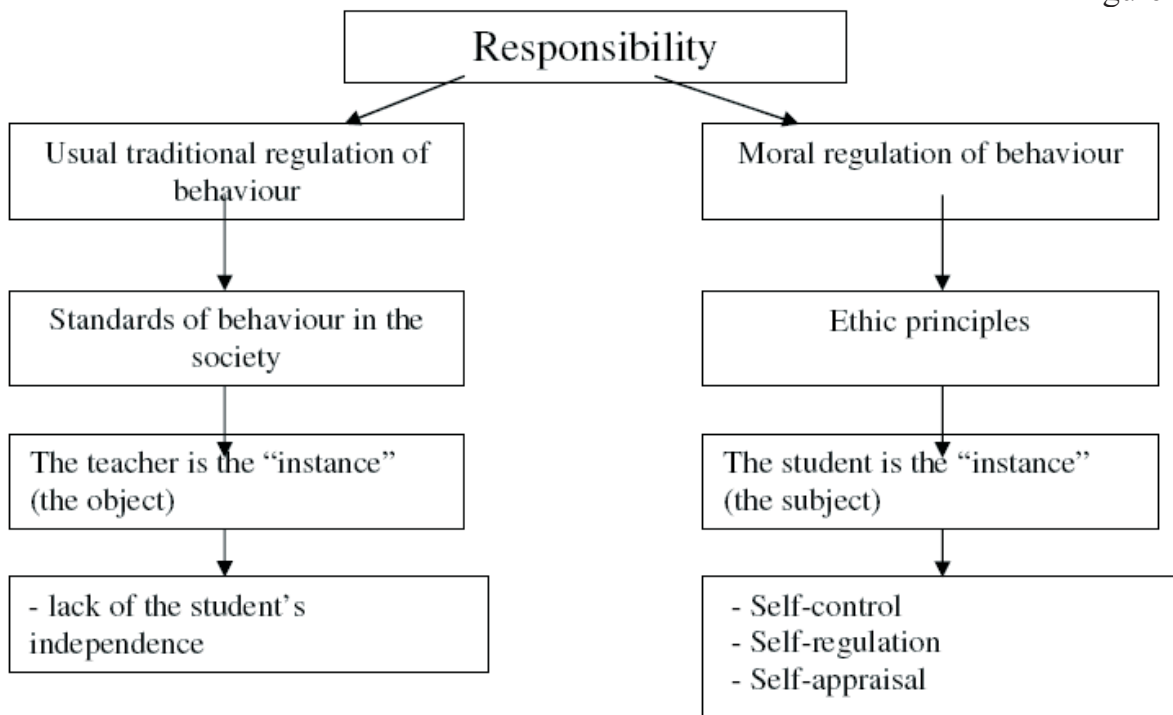 Responsibility
Usual traditional regulation of
behaviour
Moral regulation of behaviour
Standards of behaviour in the
society
Ethic principles
The teacher is the “instance”
(the object)
The student is the “instance”
(the subject)
- lack of the student’s
independence
- Self-control
- Self-regulation
- Self-appraisal